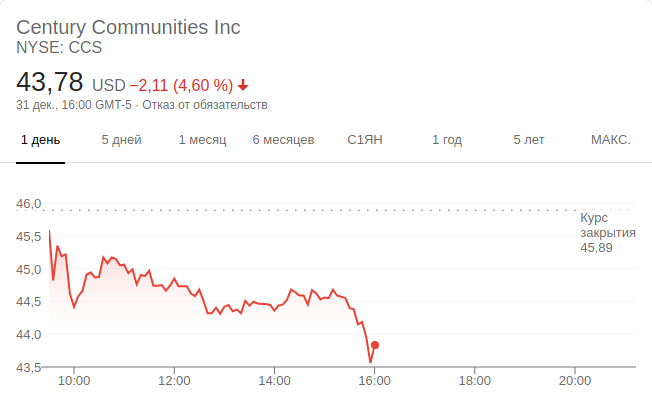 Century Communities Inc
NYSE: CCS
43,78 USD −2,11 (4,60 %)
31 дек., 16:00 GMT-5 · Отказ от обязательств
1 день 5 дней 1 месяц 6 месяцев С1ЯН 1 год 5 лет МАКС.
46,0
Курс
закрытия
45,89
45,5
45,0
44,5
44,0
43,5
10:00 12:00 14:00 16:00 18:00 20:00